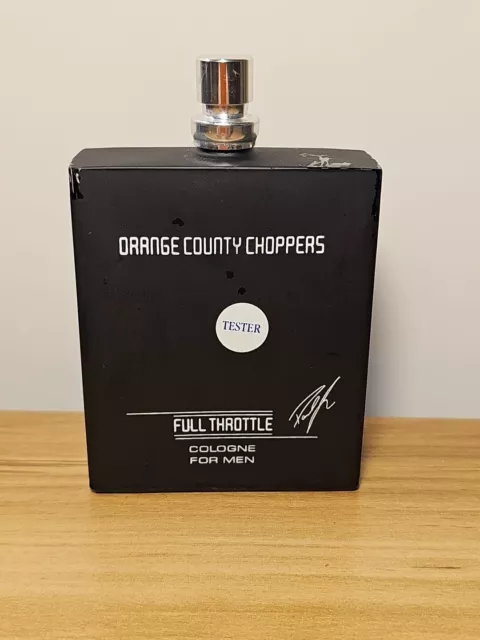 ORANGE COUNTY CHOPPERS
TESTER
FULL THROTTLE
COLOGNE
FOR MEN